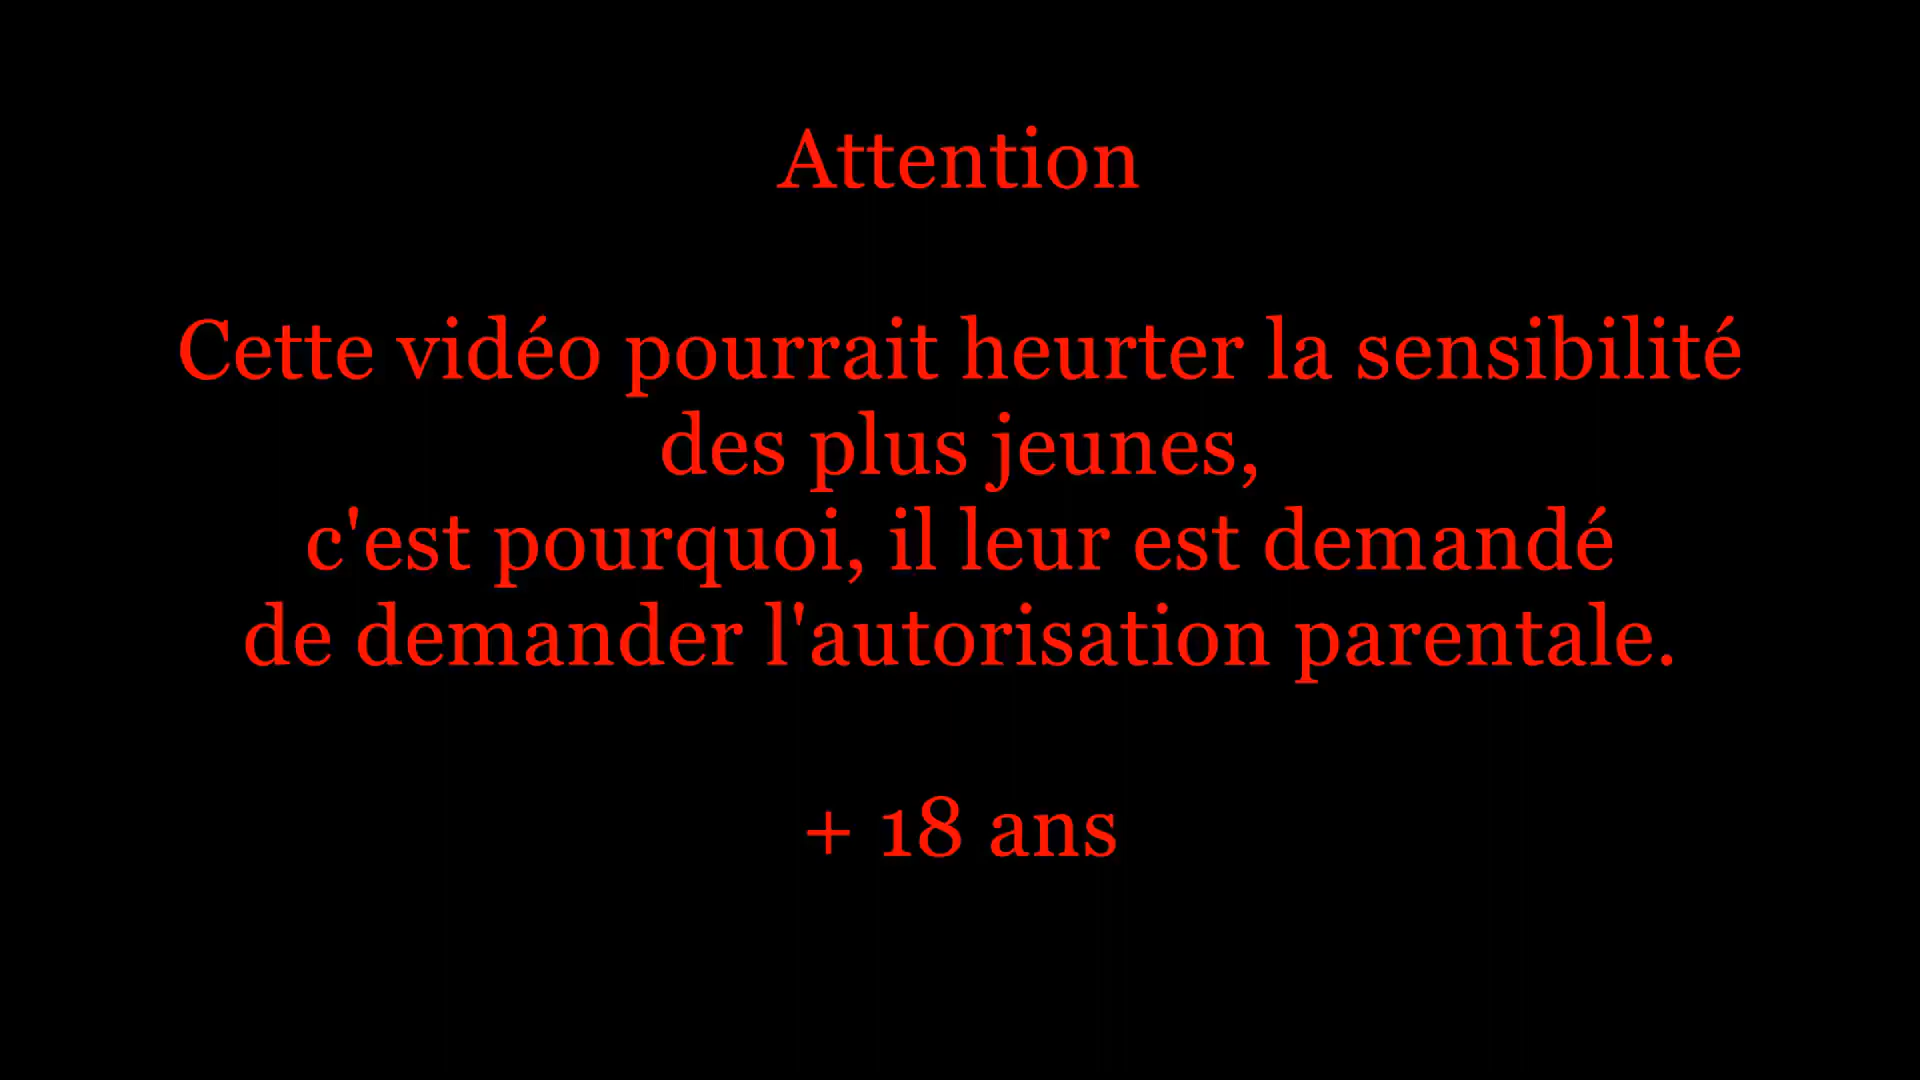 Attention
Cette vidéo pourrait heurter la sensibilité
des plus jeunes,
c'est pourquoi, il leur est demandé
de demander l'autorisation parentale.
+ 18 ans